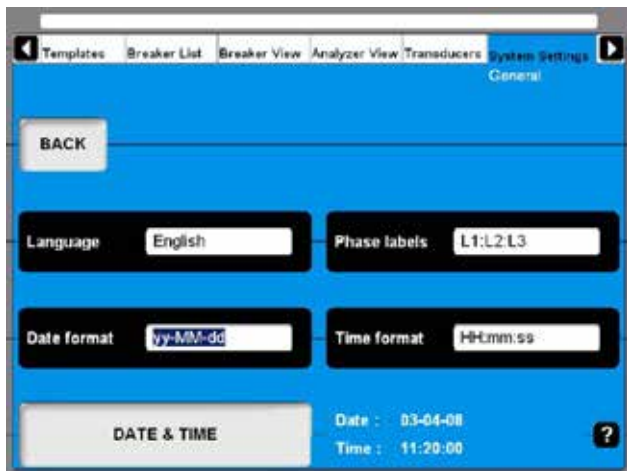 Templates Breaker List Breaker View Analyzer View Transducers System Settings
General
BACK
Language English Phase labels L1:L2:L3
Date format yy-MM-dd Time format HH:mm:ss
DATE & TIME
Date : 03-04-08
Time : 11:20:00
?